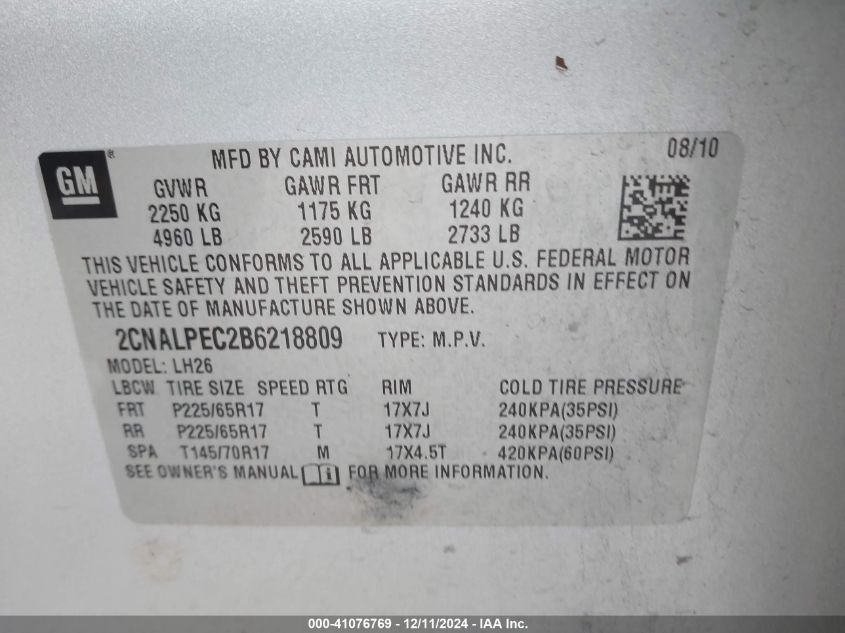 GM®
MFD BY CAMI AUTOMOTIVE INC. 08/10
GVWR GAWR FRT GAWR RR
2250 KG 1175 KG 1240 KG
4960 LB 2590 LB 2733 LB
THIS VEHICLE CONFORMS TO ALL APPLICABLE U.S. FEDERAL MOTOR
VEHICLE SAFETY AND THEFT PREVENTION STANDARDS IN EFFECT ON
THE DATE OF MANUFACTURE SHOWN ABOVE.
2CNALPEC2B6218809 TYPE: M.P.V.
MODEL: LH26
LBCW TIRE SIZE SPEED RTG RIM COLD TIRE PRESSURE
FRT P225/65R17 T 17X7J 240KPA(35PSI)
RR P225/65R17 T 17X7J 240KPA(35PSI)
SPA T145/70R17 M 17X4.5T 420KPA(60PSI)
SEE OWNER'S MANUAL FOR MORE INFORMATION.
000-41076769 - 12/11/2024 - IAA Inc.